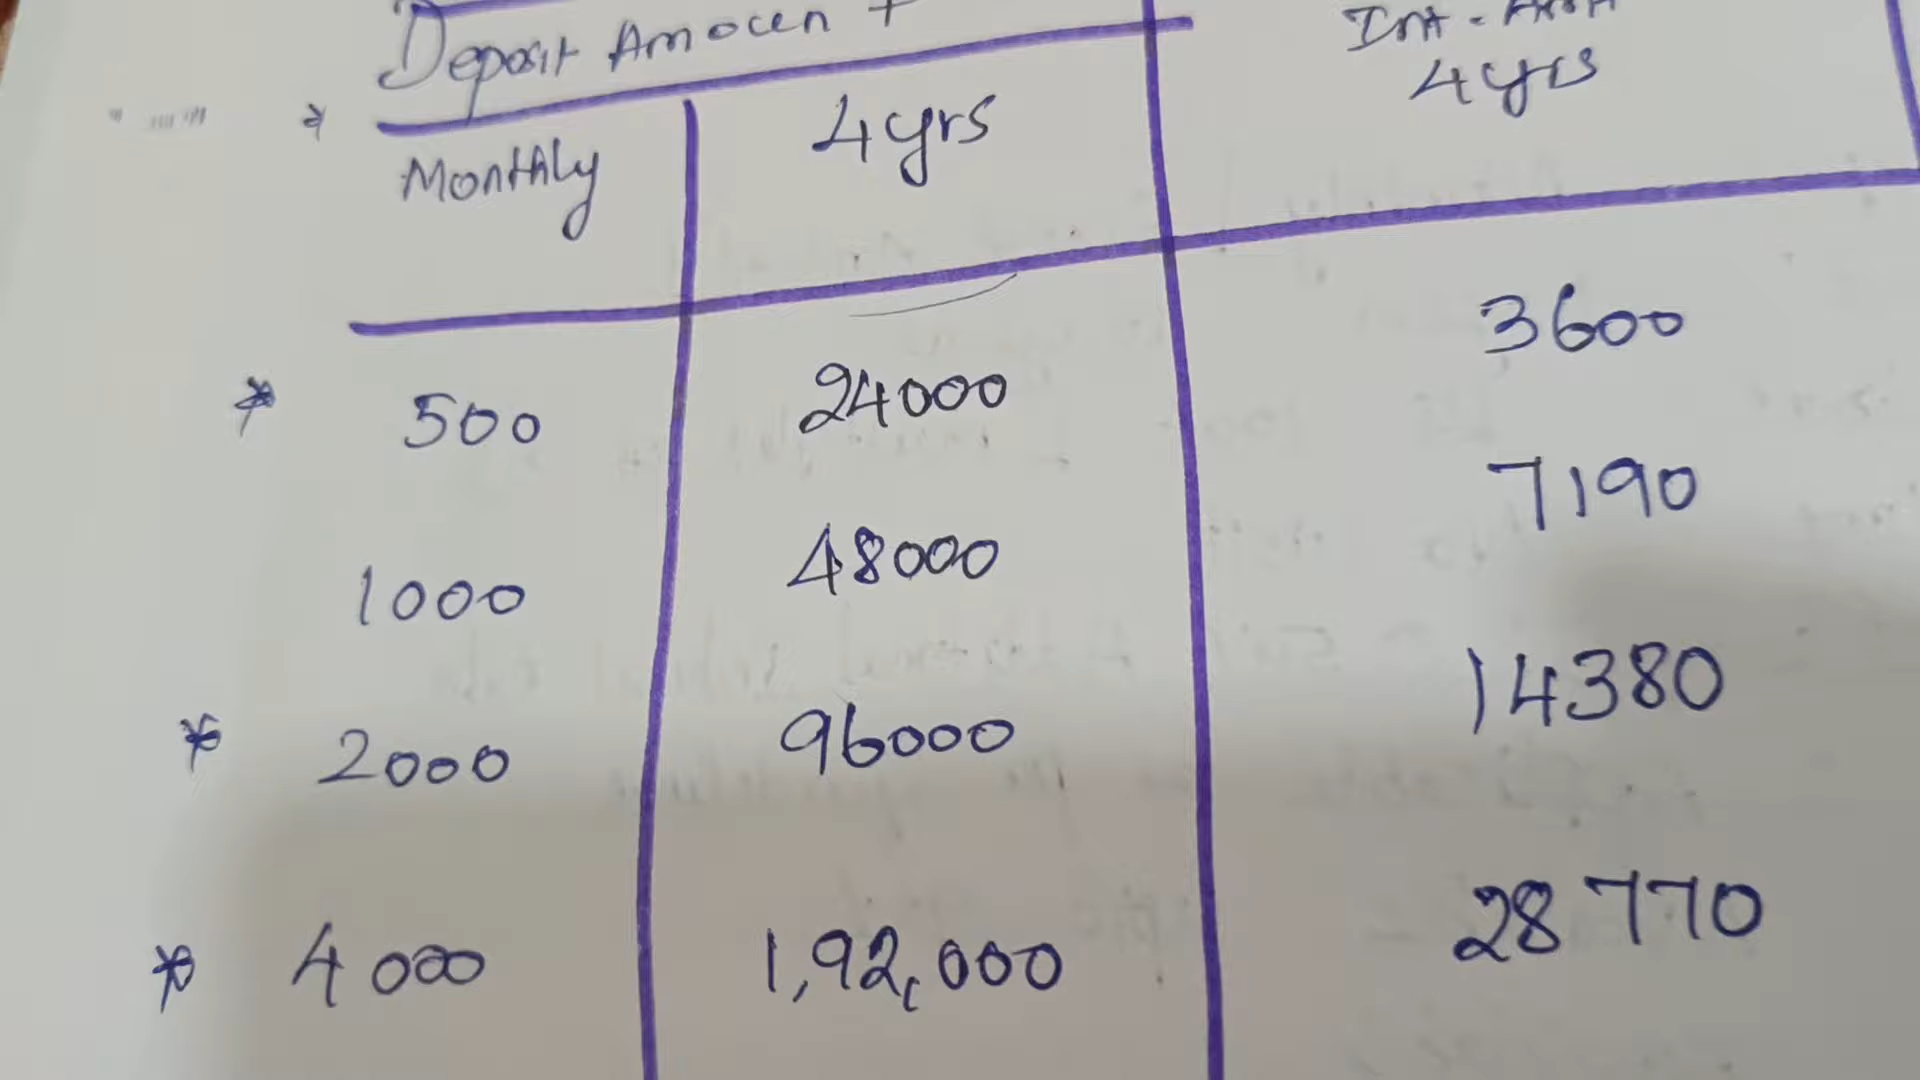 Deposit Amount
Int - Amt
4yrs
Monthly 4yrs
* 500 24000 3600
1000 48000 7190
* 2000 96000 14380
* 4000 1,92,000 28770